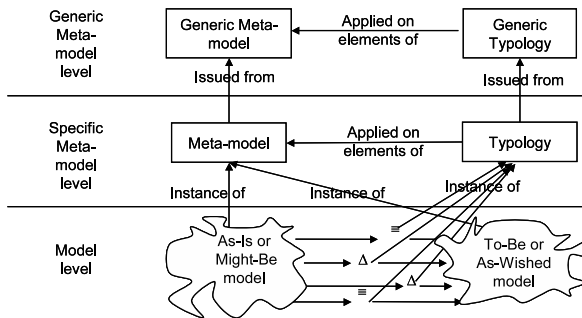 Generic
Meta-
model
level
Generic Meta-
model
Applied on
elements of
Generic
Typology
Issued from
Issued from
Specific
Meta-
model
level
Meta-model
Applied on
elements of
Typology
Instance of
Instance of
Instance of
Model
level
As-Is or
Might-Be
model
≡
Δ
Δ
≡
To-Be or
As-Wished
model